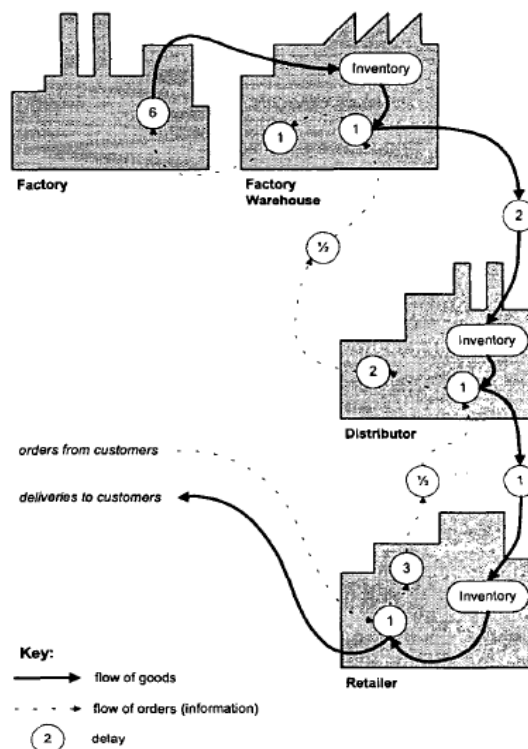 6
Inventory
1
1
Factory
Factory
Warehouse
2
½
Inventory
2
1
Distributor
orders from customers
deliveries to customers
½
1
3
Inventory
1
Key:
Retailer
flow of goods
flow of orders (information)
2
delay